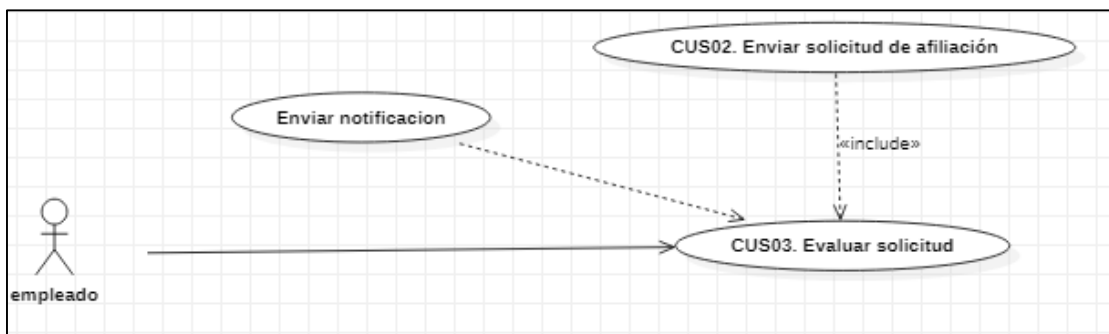 CUS02. Enviar solicitud de afiliación
Enviar notificacion
«include»
CUS03. Evaluar solicitud
empleado